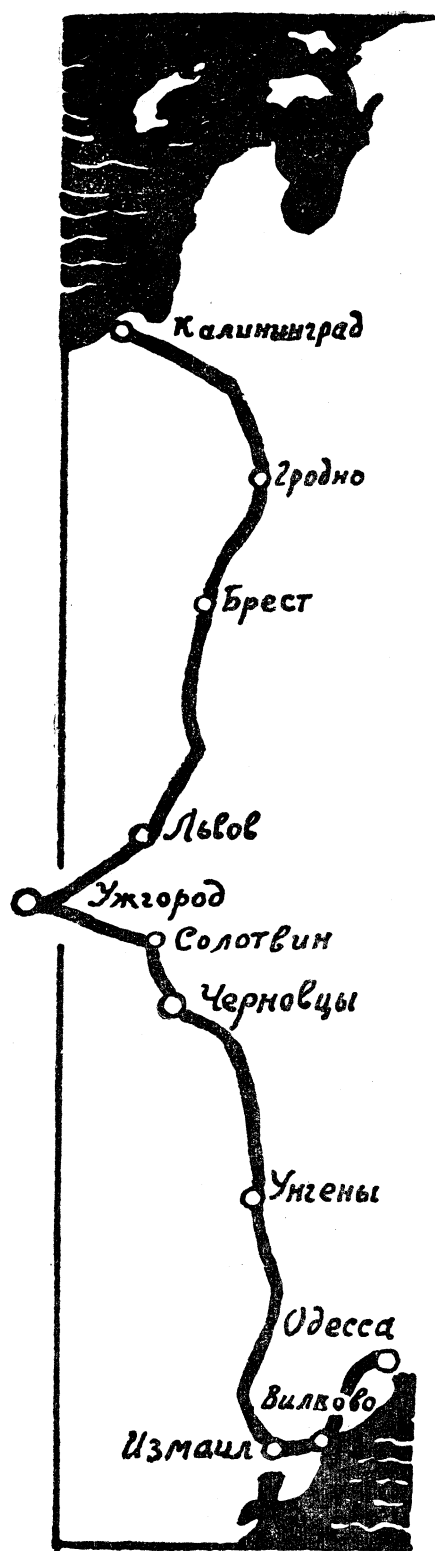 Калининград
Гродно
Брест
Львов
Ужгород
Солотвин
Черновцы
Унгены
Одесса
Вилково
Измаил